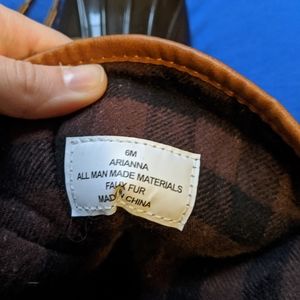 6M
ARIANNA
ALL MAN MADE MATERIALS
FAUX FUR
MADE IN CHINA